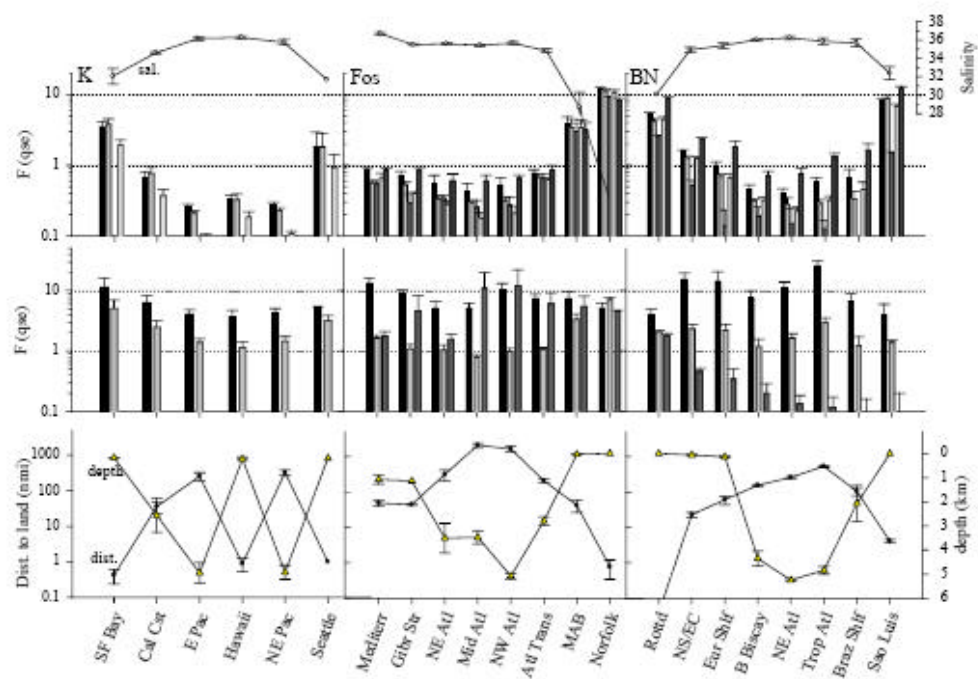 K
sal.
Fos
BN
F (qse)
10
1
0.1
38
36
34
32
30
28
Salinity
F (qse)
10
1
0.1
Dist. to land (nmi)
1000
100
10
1
0.1
depth
dist.
0
1
2
3
4
5
6
depth (km)
SF Bay
Cal Cst
E Pac
Hawaii
NE Pac
Seattle
Mediterr
Gibr Str
NE Atl
Mid Atl
NW Atl
Atl Trans
MAB
Norfolk
Rottd
NS/EC
Eur Shlf
B Biscay
NE Atl
Trop Atl
Braz Shlf
Sao Luis